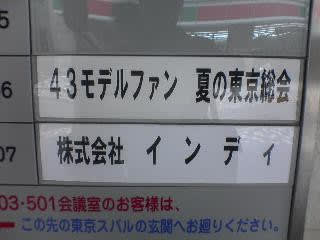 5
６ ４３モデルファン 夏の東京総会
07 株式会社 インディ
03・501会議室のお客様は、
この先の東京スバルの玄関へお廻りください。